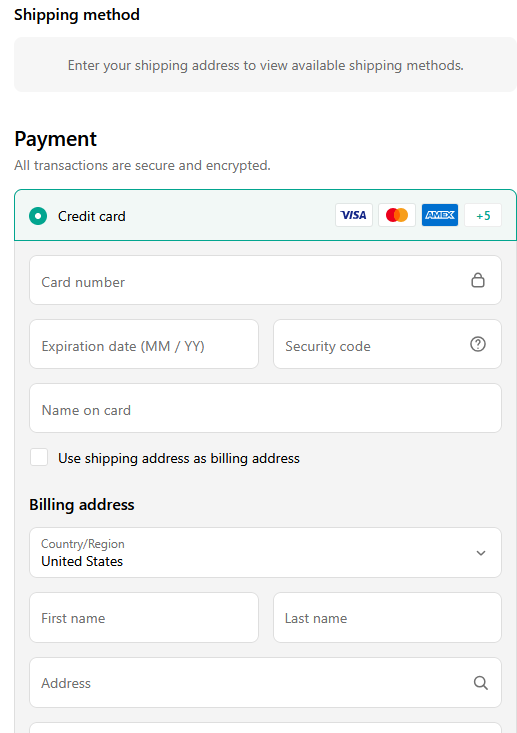 Shipping method
Enter your shipping address to view available shipping methods.
Payment
All transactions are secure and encrypted.
Credit card
VISA
AMEX
+5
Card number
Expiration date (MM / YY)
Security code
Name on card
Use shipping address as billing address
Billing address
Country/Region
United States
First name
Last name
Address